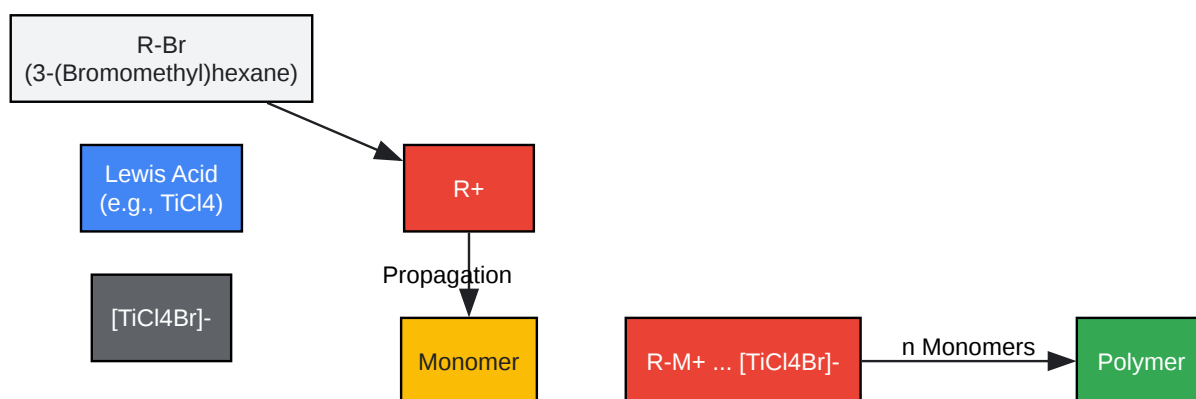 R-Br
(3-(Bromomethyl)hexane)
Lewis Acid
(e.g., TiCl4)
R+
Propagation
[TiCl4Br]-
Monomer
R-M+ ... [TiCl4Br]-
n Monomers
Polymer